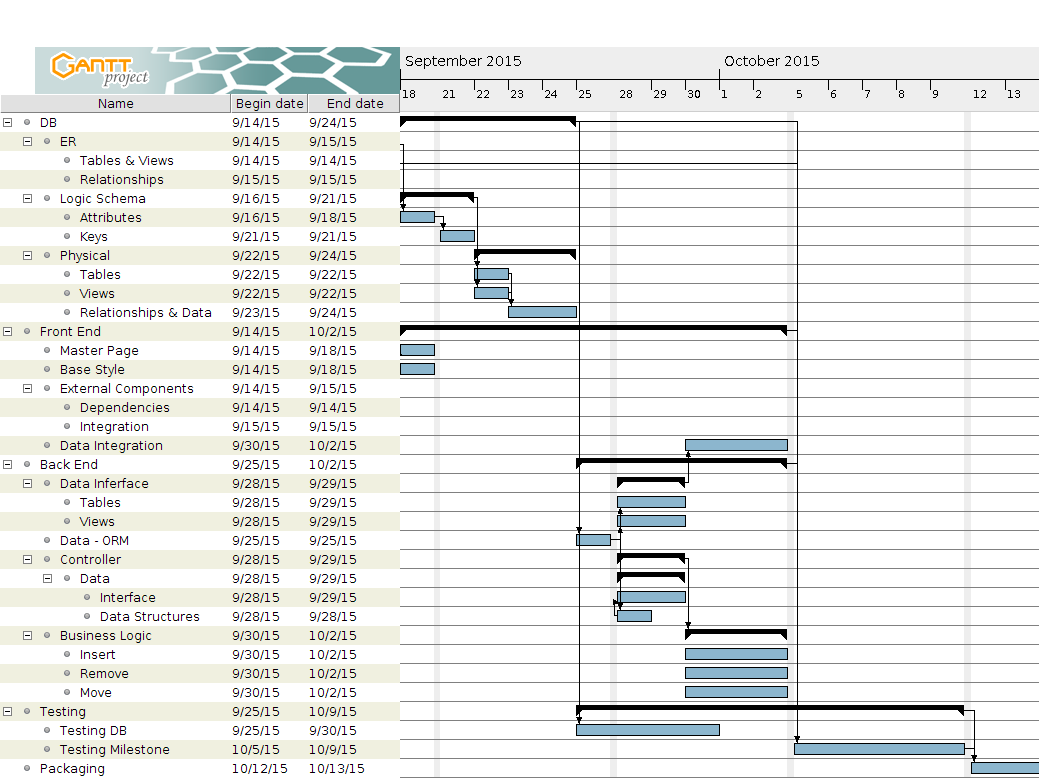 GANTT project
September 2015 October 2015
18 21 22 23 24 25 28 29 30 1 2 5 6 7 8 9 12 13
Name Begin date End date
DB 9/14/15 9/24/15
ER 9/14/15 9/15/15
Tables & Views 9/14/15 9/14/15
Relationships 9/15/15 9/15/15
Logic Schema 9/16/15 9/21/15
Attributes 9/16/15 9/18/15
Keys 9/21/15 9/21/15
Physical 9/22/15 9/24/15
Tables 9/22/15 9/22/15
Views 9/22/15 9/22/15
Relationships & Data 9/23/15 9/24/15
Front End 9/14/15 10/2/15
Master Page 9/14/15 9/18/15
Base Style 9/14/15 9/18/15
External Components 9/14/15 9/15/15
Dependencies 9/14/15 9/14/15
Integration 9/15/15 9/15/15
Data Integration 9/30/15 10/2/15
Back End 9/25/15 10/2/15
Data Inferface 9/28/15 9/29/15
Tables 9/28/15 9/29/15
Views 9/28/15 9/29/15
Data - ORM 9/25/15 9/25/15
Controller 9/28/15 9/29/15
Data 9/28/15 9/29/15
Interface 9/28/15 9/29/15
Data Structures 9/28/15 9/28/15
Business Logic 9/30/15 10/2/15
Insert 9/30/15 10/2/15
Remove 9/30/15 10/2/15
Move 9/30/15 10/2/15
Testing 9/25/15 10/9/15
Testing DB 9/25/15 9/30/15
Testing Milestone 10/5/15 10/9/15
Packaging 10/12/15 10/13/15